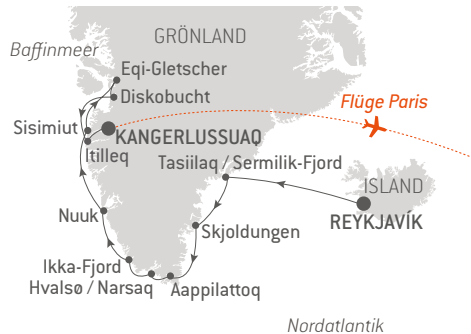 GRÖNLAND
Baffinmeer
Eqi-Gletscher
Diskobucht
Flüge Paris
Sisimiut
KANGERLUSSUAQ
Itilleq
Tasiilaq / Sermilik-Fjord
ISLAND
REYKJAVÍK
Nuuk
Skjoldungen
Ikka-Fjord
Hvalsø / Narsaq
Aappilattoq
Nordatlantik